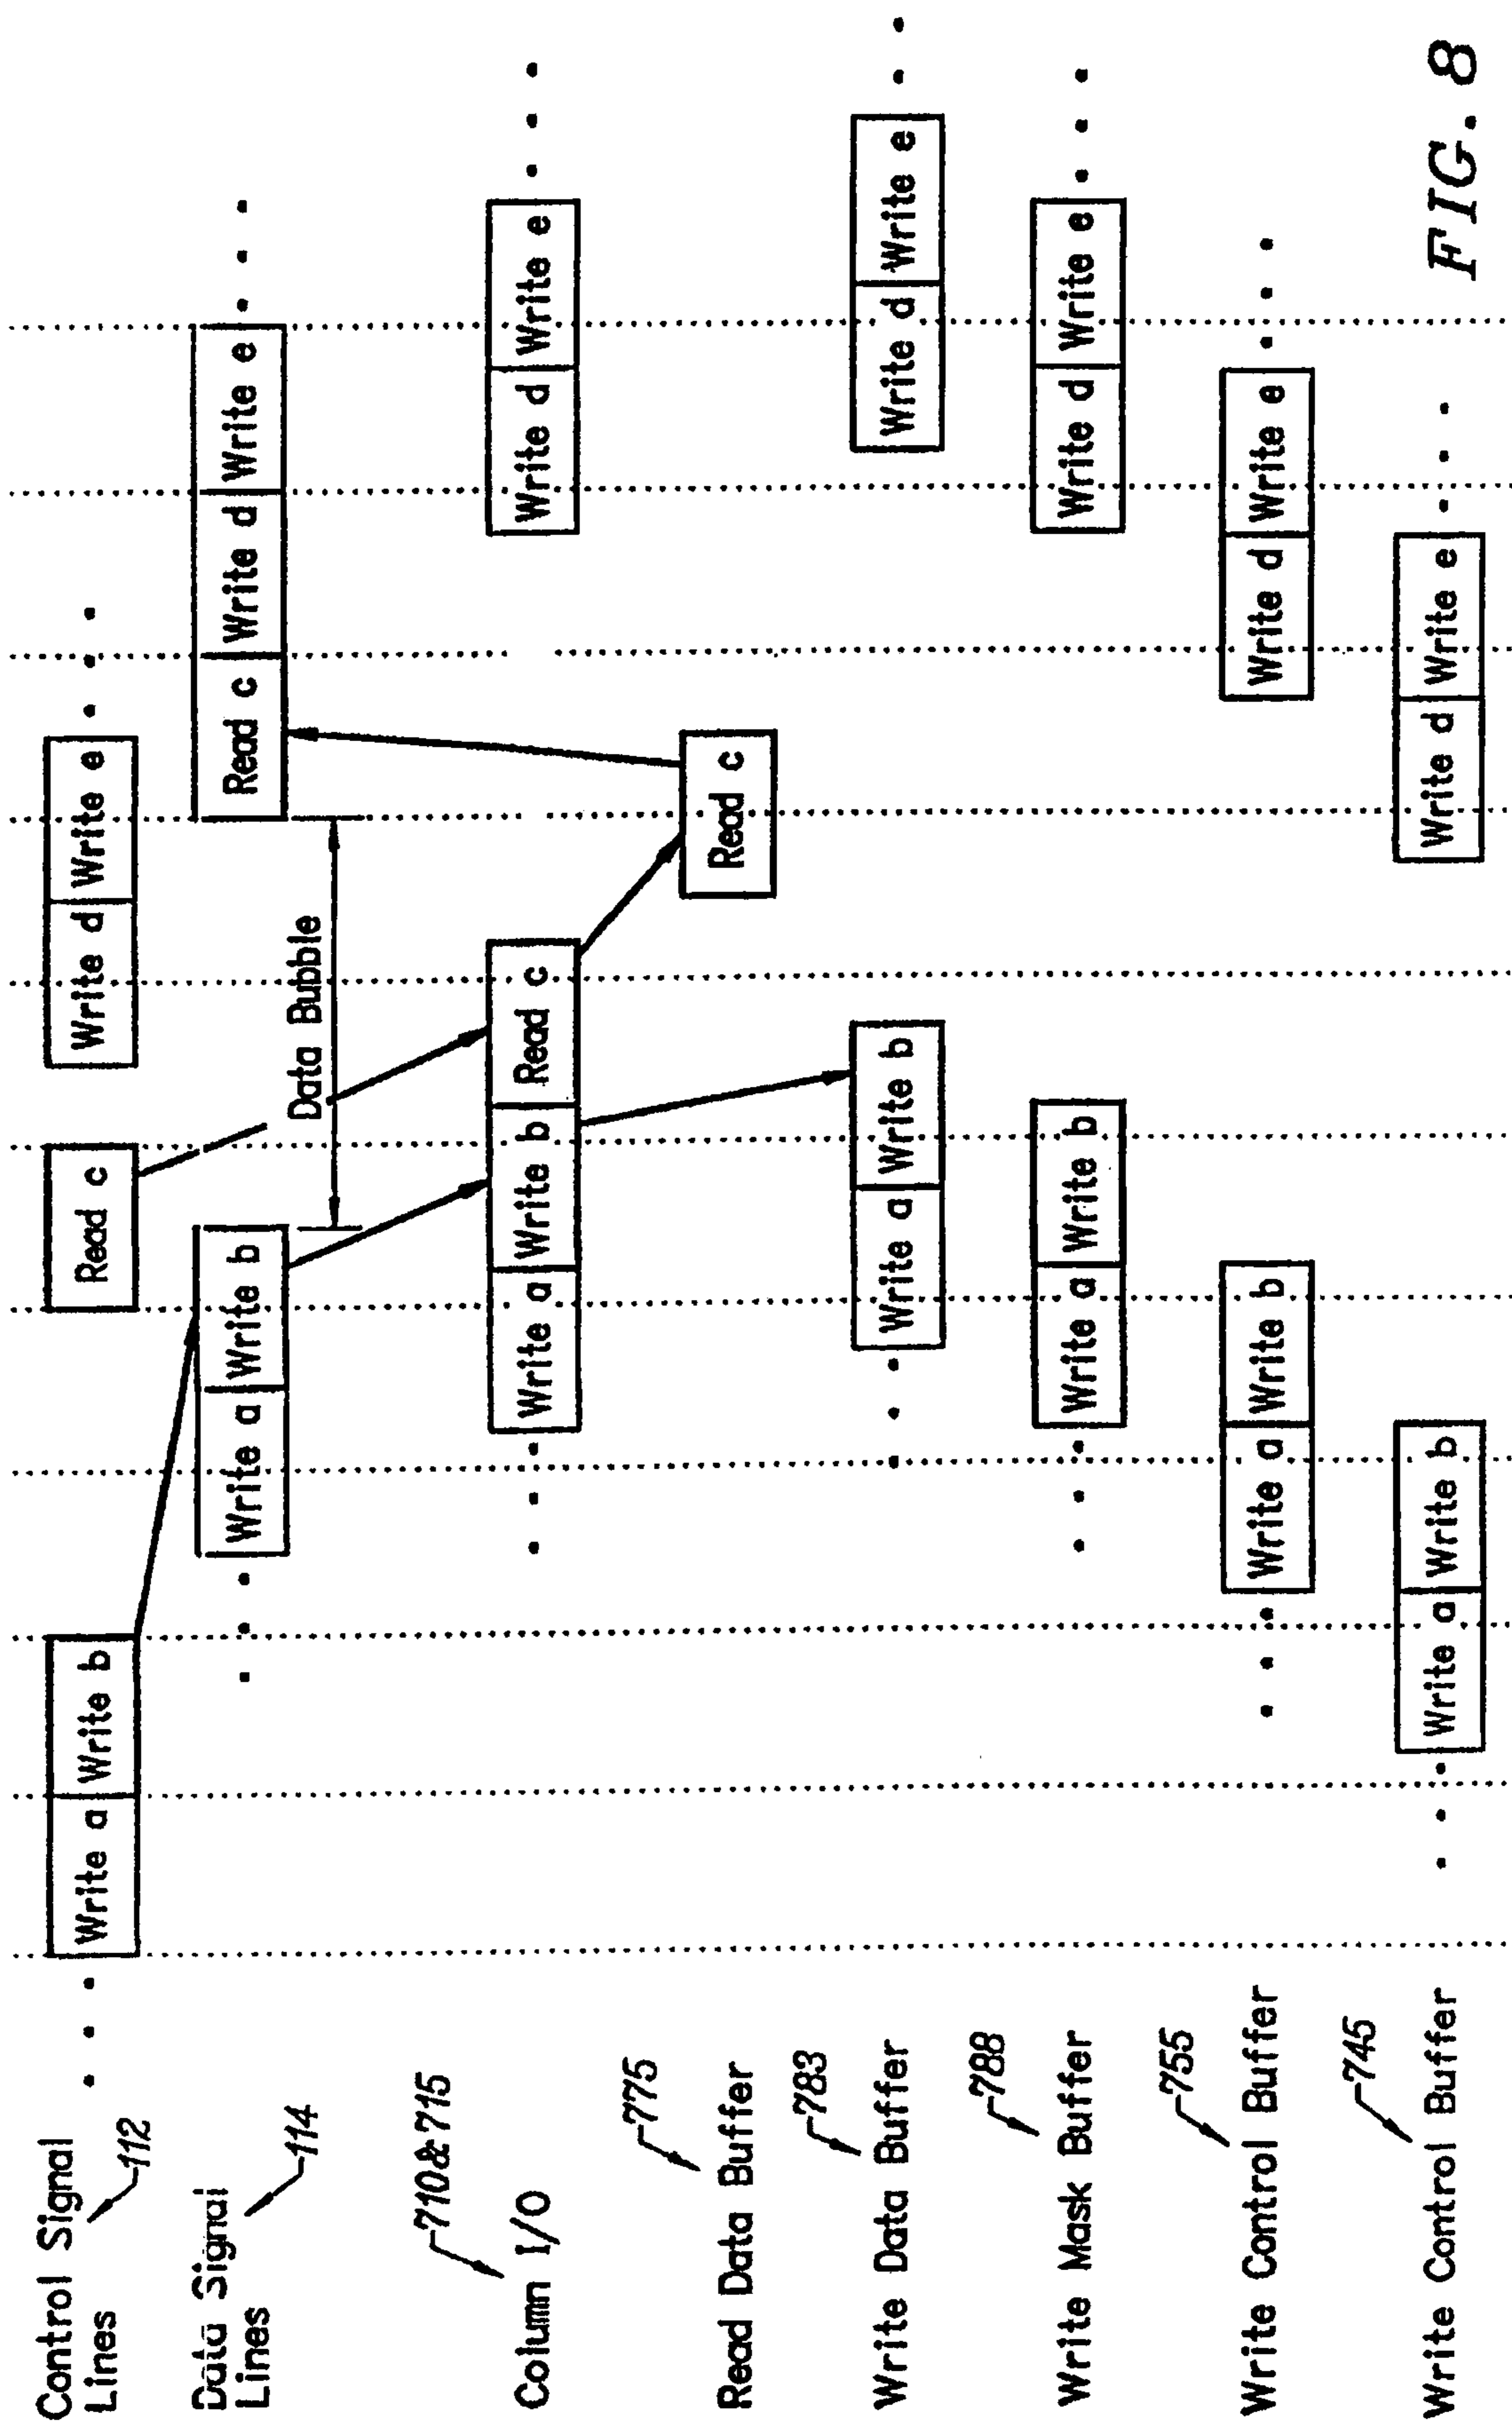 Control Signal
Lines
112
Write a Write b
Read c
Write d Write e
Data Signal
Lines
114
Write a Write b
Read c Write d Write e
Data Bubble
710&715
Column I/O
Write a Write b Read c
Write d Write e
775
Read Data Buffer
Read c
783
Write Data Buffer
Write a Write b
Write d Write e
788
Write Mask Buffer
Write a Write b
Write d Write e
755
Write Control Buffer
Write a Write b
Write d Write e
745
Write Control Buffer
Write a Write b
Write d Write e
FIG. 8